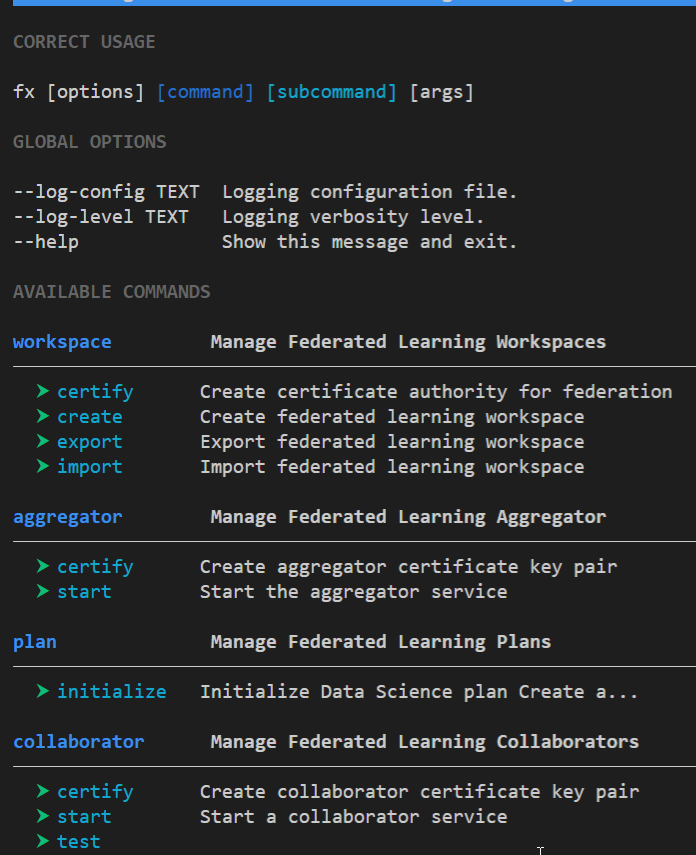 CORRECT USAGE
fx [options] [command] [subcommand] [args]
GLOBAL OPTIONS
--log-config TEXT  Logging configuration file.
--log-level TEXT  Logging verbosity level.
--help  Show this message and exit.
AVAILABLE COMMANDS
workspace  Manage Federated Learning Workspaces
➤ certify  Create certificate authority for federation
➤ create  Create federated learning workspace
➤ export  Export federated learning workspace
➤ import  Import federated learning workspace
aggregator  Manage Federated Learning Aggregator
➤ certify  Create aggregator certificate key pair
➤ start  Start the aggregator service
plan  Manage Federated Learning Plans
➤ initialize  Initialize Data Science plan Create a...
collaborator  Manage Federated Learning Collaborators
➤ certify  Create collaborator certificate key pair
➤ start  Start a collaborator service
➤ test